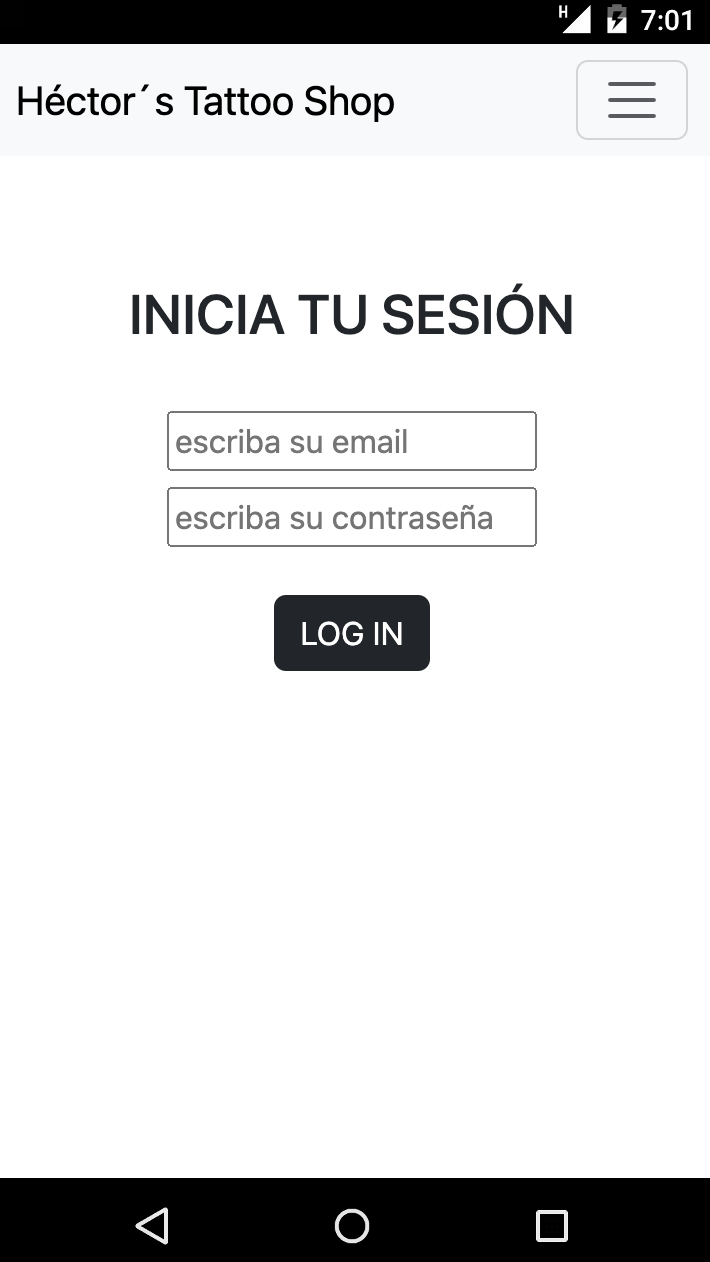 H 7:01
Héctor´s Tattoo Shop
INICIA TU SESIÓN
escriba su email
escriba su contraseña
LOG IN